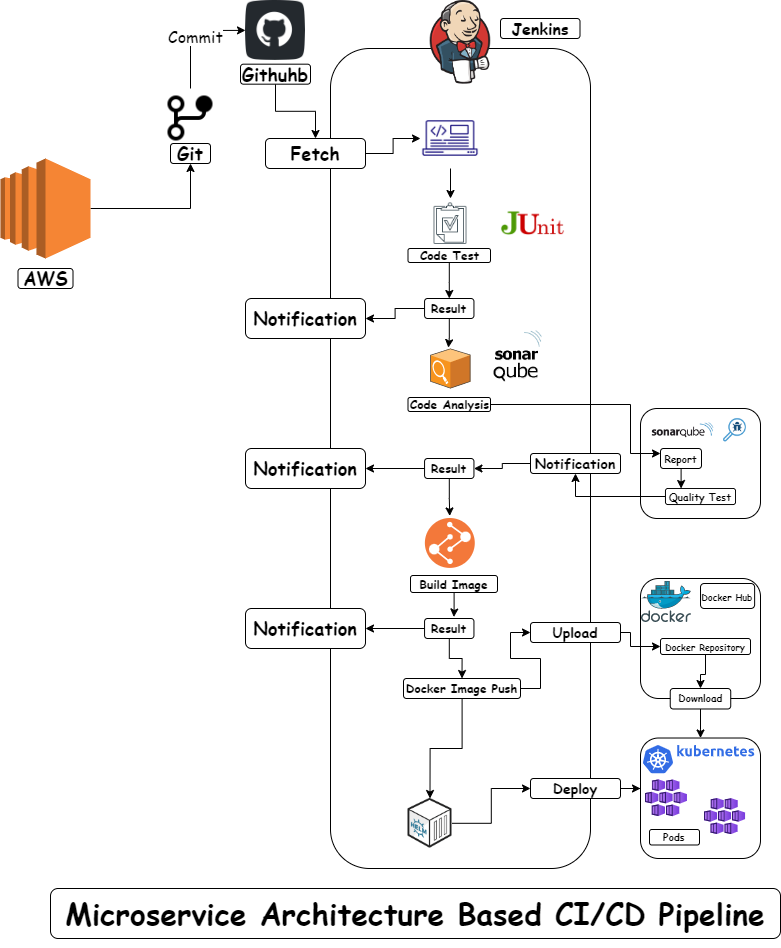 Commit
Githuhb
Jenkins
Git
Fetch
AWS
JUnit
Code Test
Notification
Result
sonar
qube
Code Analysis
sonarqube
Report
Quality Test
Notification
Result
Notification
Build Image
docker
Docker Hub
Notification
Result
Upload
Docker Repository
Docker Image Push
Download
kubernetes
Deploy
HELM
Pods
Microservice Architecture Based CI/CD Pipeline